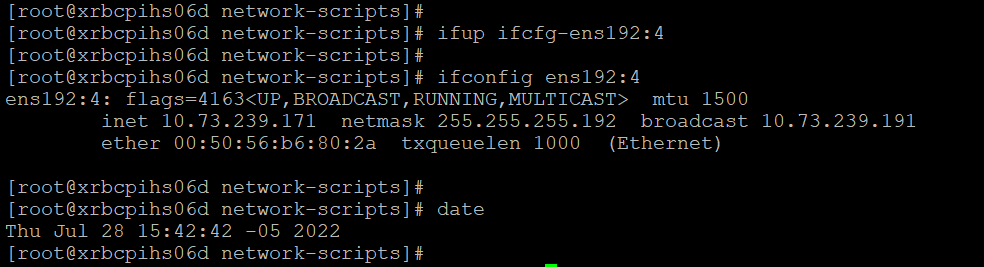 [root@xrbcpihs06d network-scripts]#
[root@xrbcpihs06d network-scripts]# ifup ifcfg-ens192:4
[root@xrbcpihs06d network-scripts]#
[root@xrbcpihs06d network-scripts]# ifconfig ens192:4
ens192:4: flags=4163<UP,BROADCAST,RUNNING,MULTICAST>  mtu 1500
        inet 10.73.239.171  netmask 255.255.255.192  broadcast 10.73.239.191
        ether 00:50:56:b6:80:2a  txqueuelen 1000  (Ethernet)
[root@xrbcpihs06d network-scripts]#
[root@xrbcpihs06d network-scripts]# date
Thu Jul 28 15:42:42 -05 2022
[root@xrbcpihs06d network-scripts]#